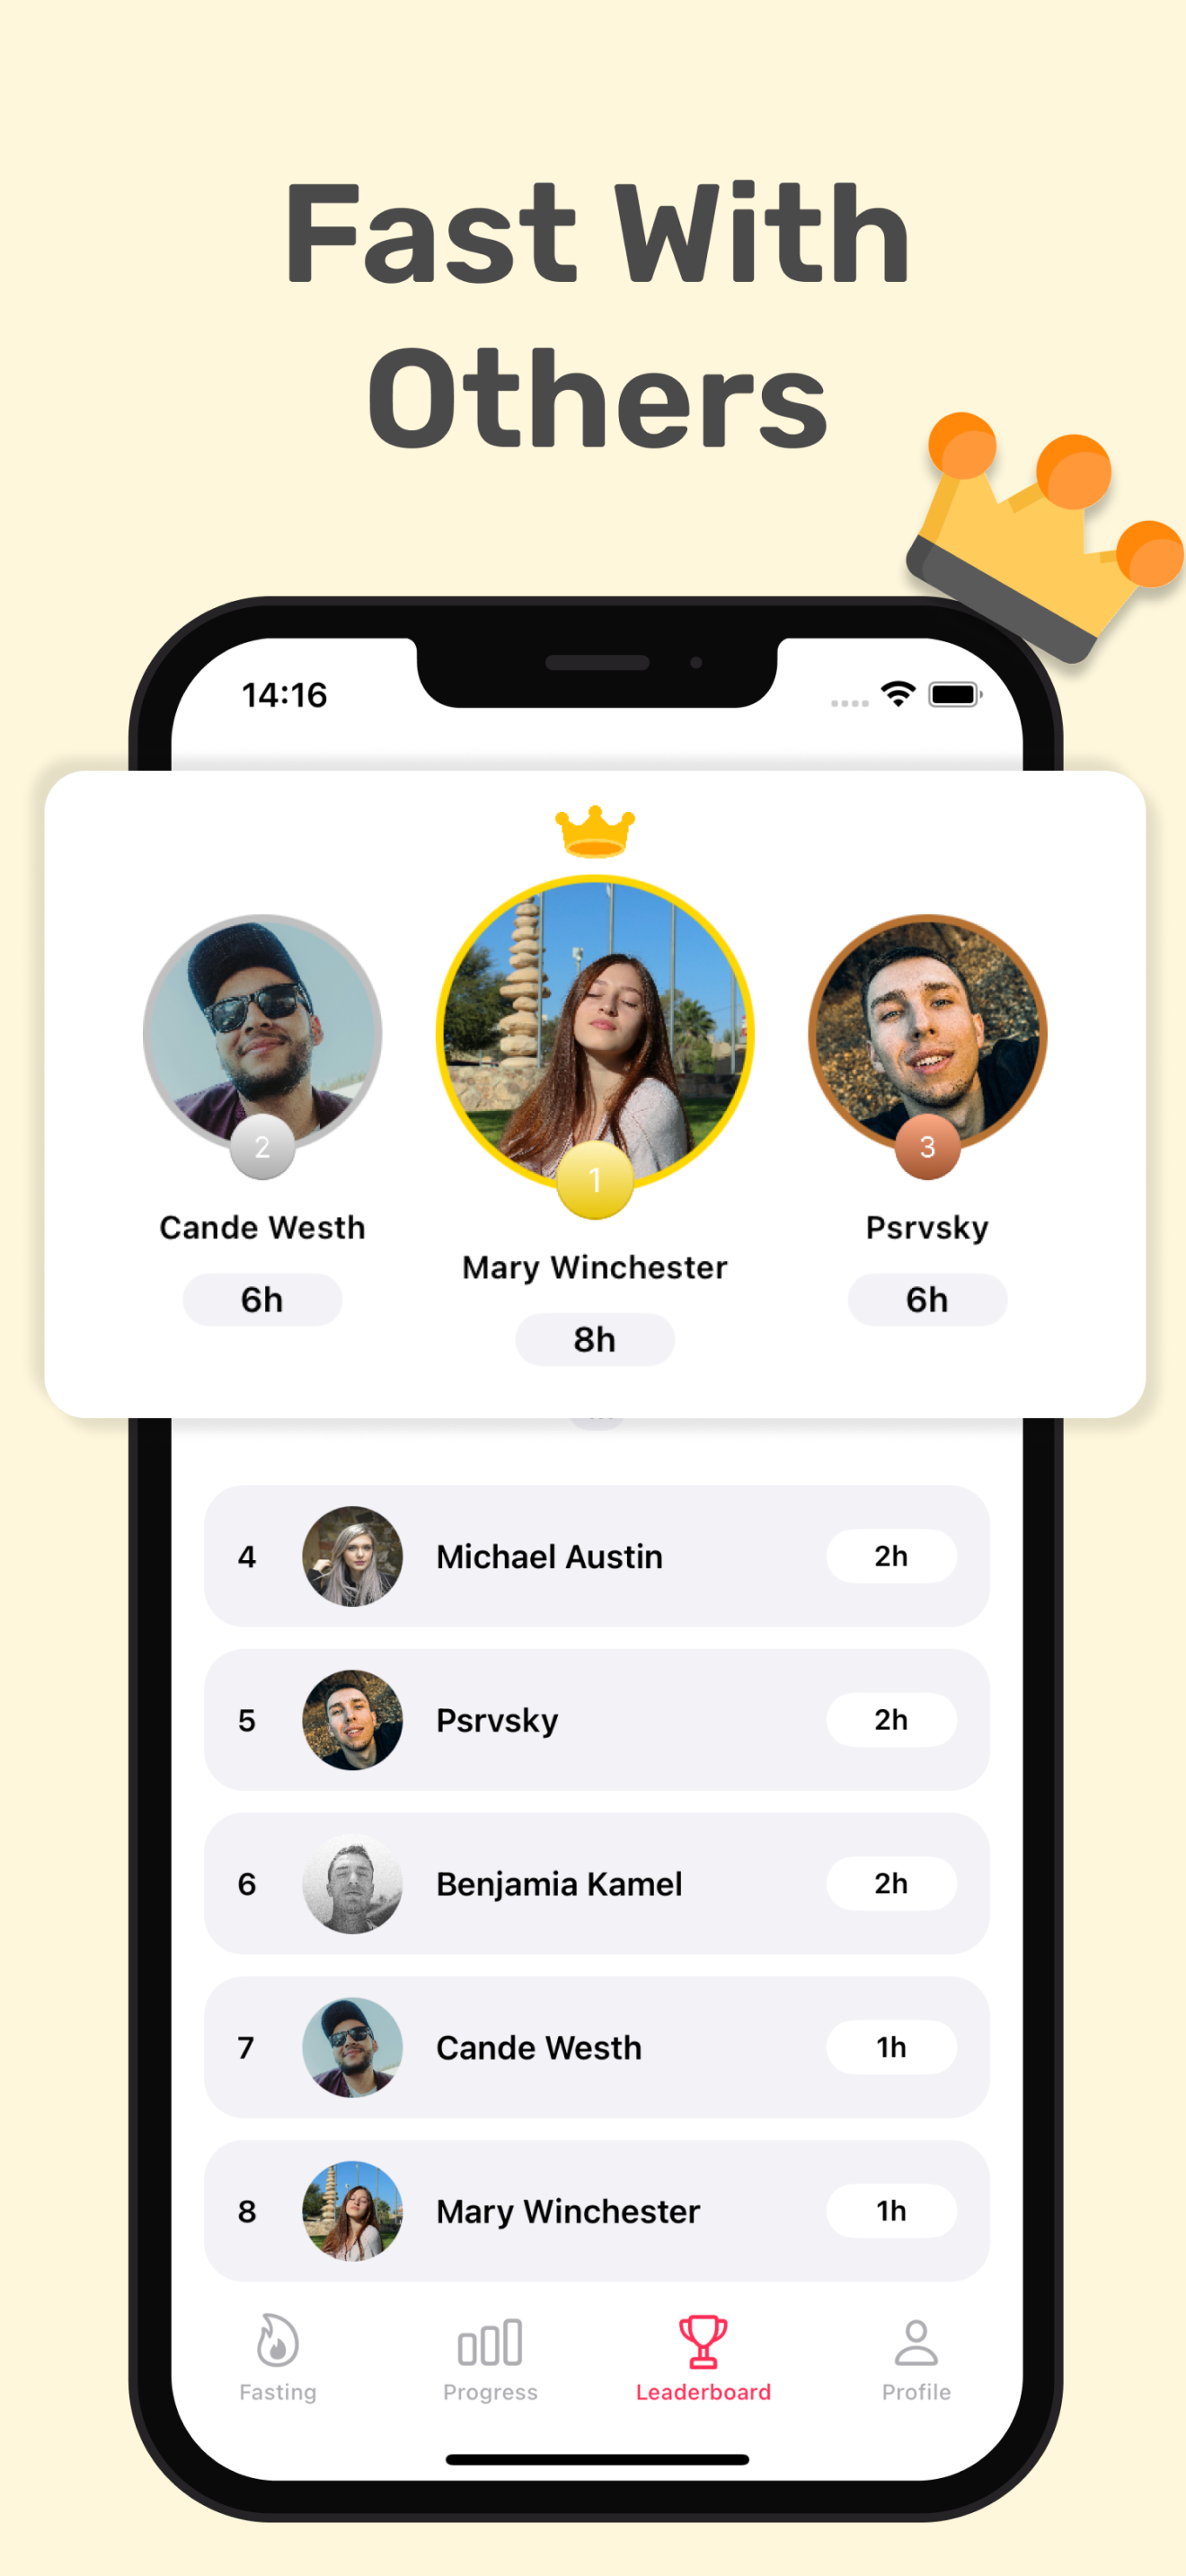 Fast With
Others
14:16
2
1
3
Cande Westh
Mary Winchester
Psrvsky
6h
8h
6h
4 Michael Austin 2h
5 Psrvsky 2h
6 Benjamia Kamel 2h
7 Cande Westh 1h
8 Mary Winchester 1h
Fasting Progress Leaderboard Profile